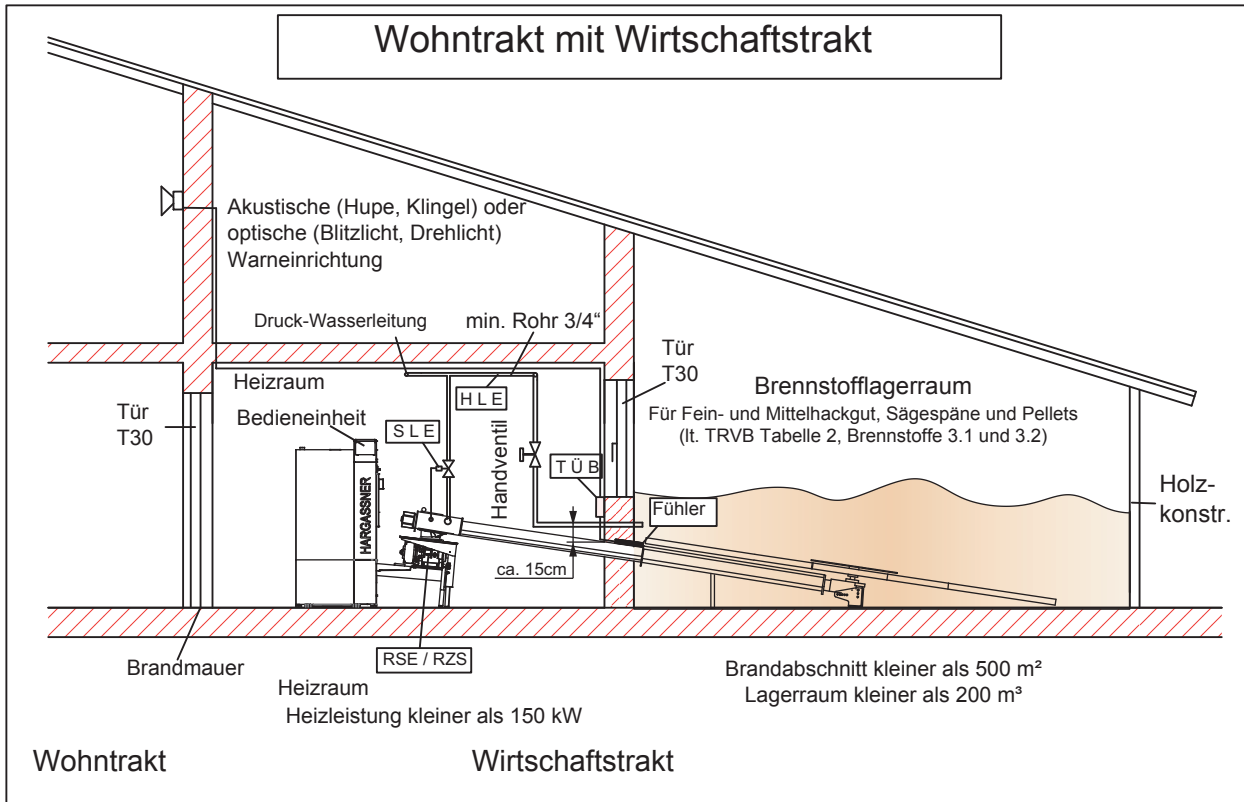 Wohntrakt mit Wirtschaftstrakt
Akustische (Hupe, Klingel) oder
optische (Blitzlicht, Drehlicht)
Warneinrichtung
Druck-Wasserleitung
min. Rohr 3/4“
Tür
T30
Heizraum
Bedieneinheit
H L E
S L E
Handventil
T Ü B
Tür
T30
Brennstofflagerraum
Für Fein- und Mittelhackgut, Sägespäne und Pellets
(lt. TRVB Tabelle 2, Brennstoffe 3.1 und 3.2)
Holz-
konstr.
HARGASSNER
Fühler
ca. 15cm
Brandmauer
RSE / RZS
Heizraum
Heizleistung kleiner als 150 kW
Brandabschnitt kleiner als 500 m²
Lagerraum kleiner als 200 m³
Wohntrakt
Wirtschaftstrakt